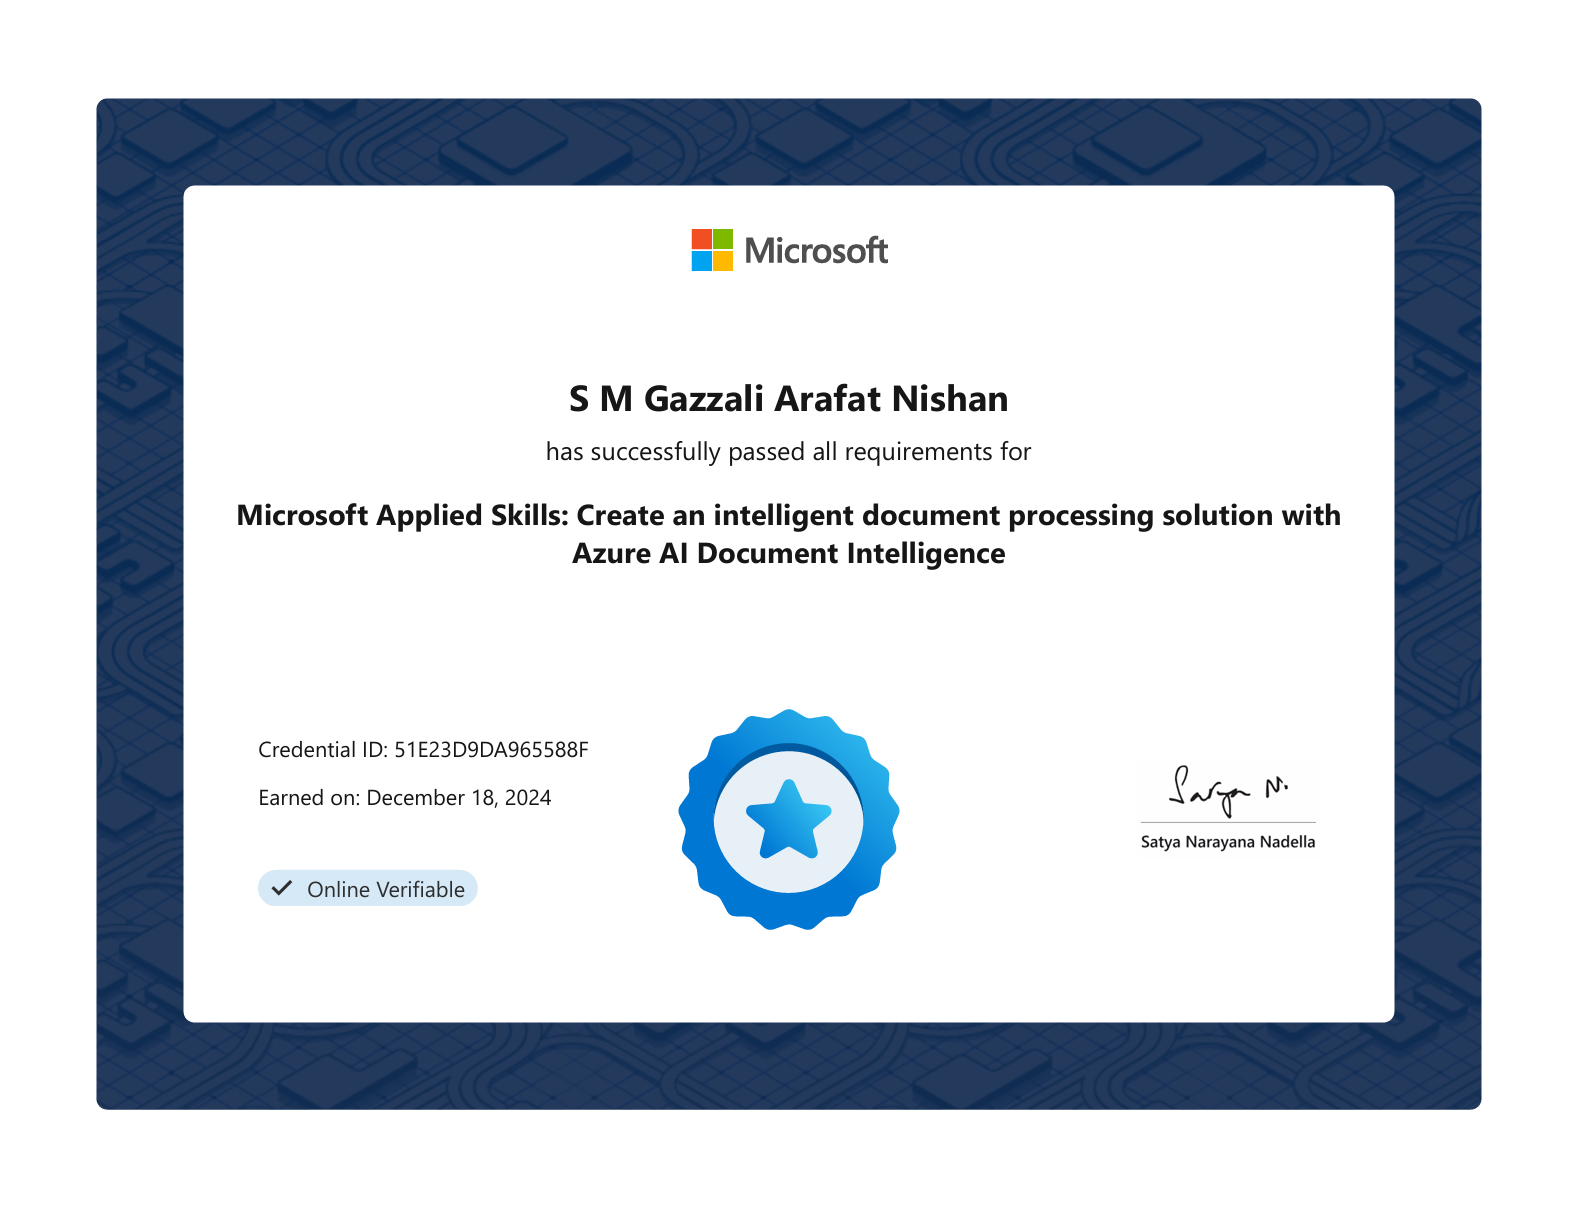 Microsoft
S M Gazzali Arafat Nishan
has successfully passed all requirements for
Microsoft Applied Skills: Create an intelligent document processing solution with
Azure AI Document Intelligence
Credential ID: 51E23D9DA965588F
Earned on: December 18, 2024
Online Verifiable
Satya N.
Satya Narayana Nadella